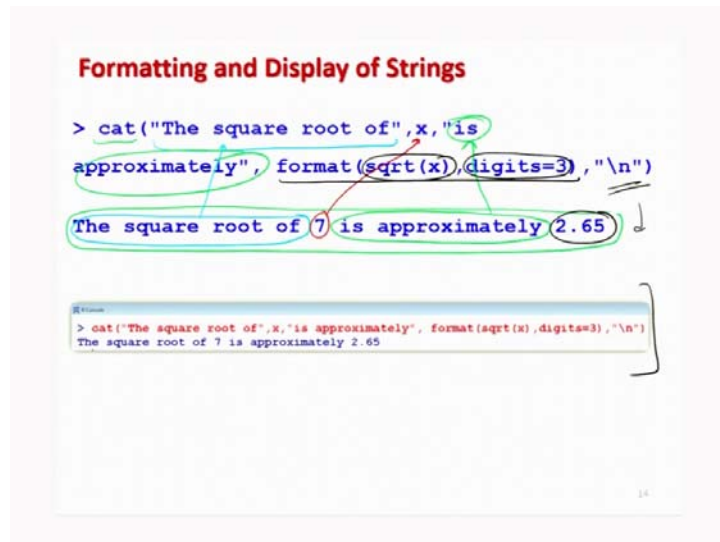 Formatting and Display of Strings
> cat("The square root of",x,"is
approximately", format(sqrt(x),digits=3),"\n")
The square root of 7 is approximately 2.65
R Console
> cat("The square root of",x,"is approximately", format(sqrt(x),digits=3),"\n")
The square root of 7 is approximately 2.65
14